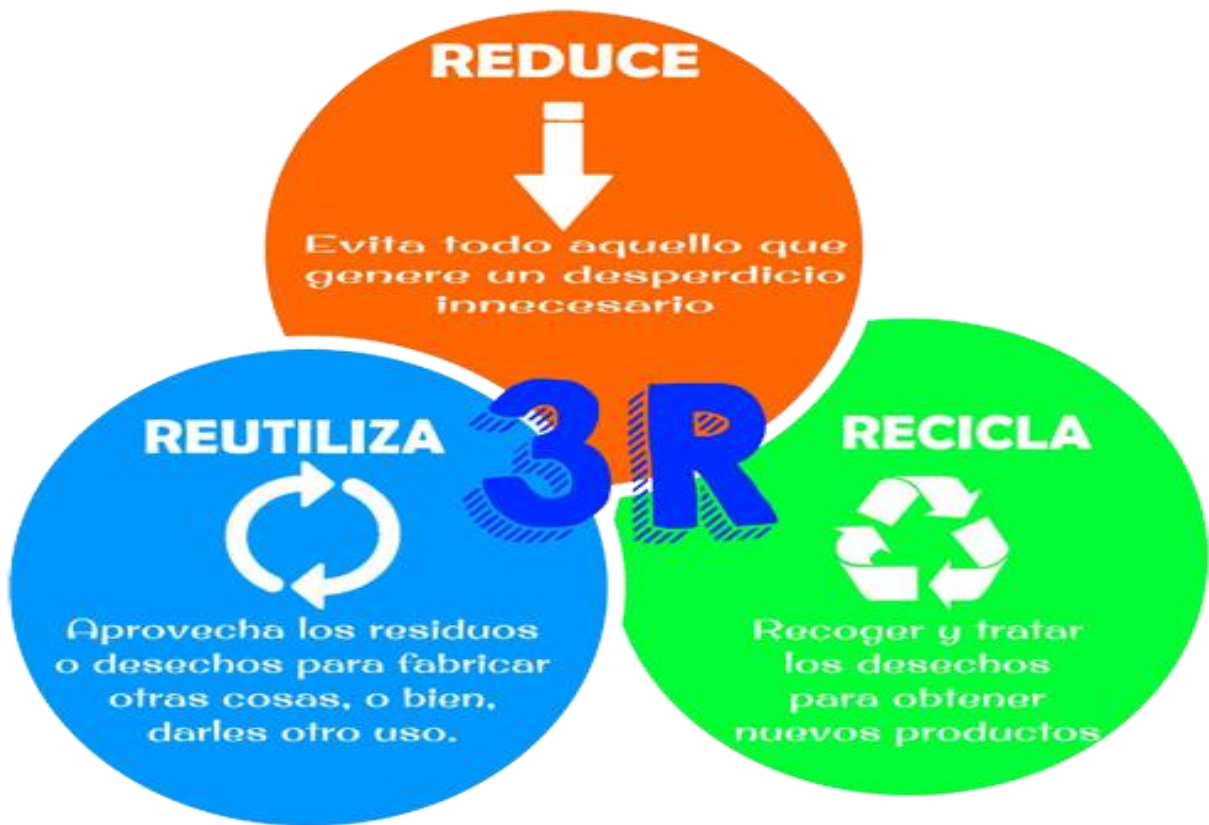 REDUCE
Evita todo aquello que
genere un desperdicio
innecesario
3R
REUTILIZA
Aprovecha los residuos
o desechos para fabricar
otras cosas, o bien,
darles otro uso.
RECICLA
Recoger y tratar
los desechos
para obtener
nuevos productos